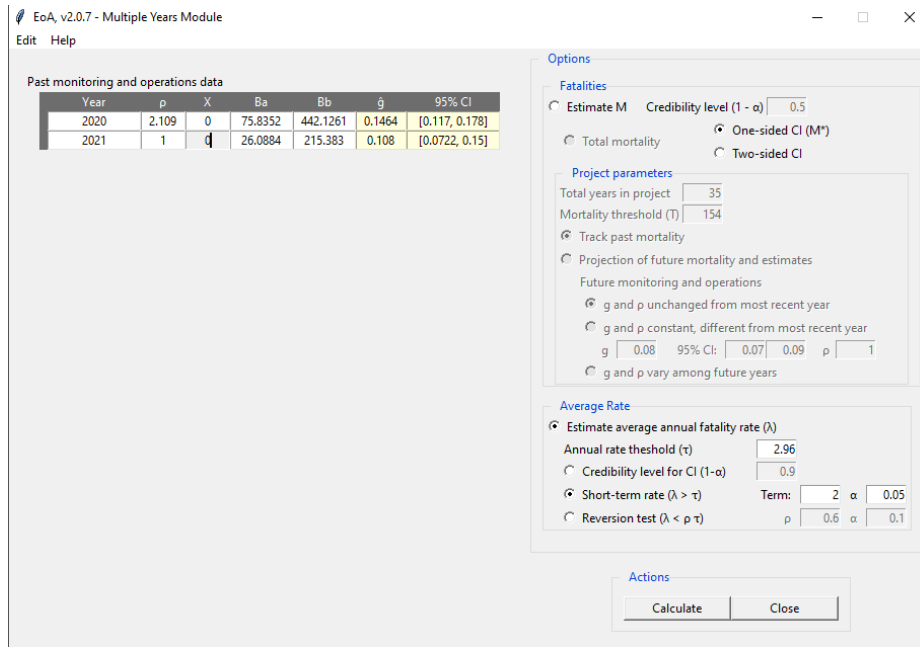 EoA, v2.0.7 - Multiple Years Module
Edit Help
Past monitoring and operations data
Year ρ X Ba Bb ĝ 95% CI
2020 2.109 0 75.8352 442.1261 0.1464 [0.117, 0.178]
2021 1 0 26.0884 215.383 0.108 [0.0722, 0.15]
Options
Fatalities
Estimate M Credibility level (1 - α) 0.5
One-sided CI (M*)
Total mortality
Two-sided CI
Project parameters
Total years in project 35
Mortality threshold (T) 154
Track past mortality
Projection of future mortality and estimates
Future monitoring and operations
g and ρ unchanged from most recent year
g and ρ constant, different from most recent year
g 0.08 95% CI: 0.07 0.09 ρ 1
g and ρ vary among future years
Average Rate
Estimate average annual fatality rate (λ)
Annual rate theshold (τ) 2.96
Credibility level for CI (1-α) 0.9
Short-term rate (λ > τ) Term: 2 α 0.05
Reversion test (λ < ρ τ) ρ 0.6 α 0.1
Actions
Calculate Close